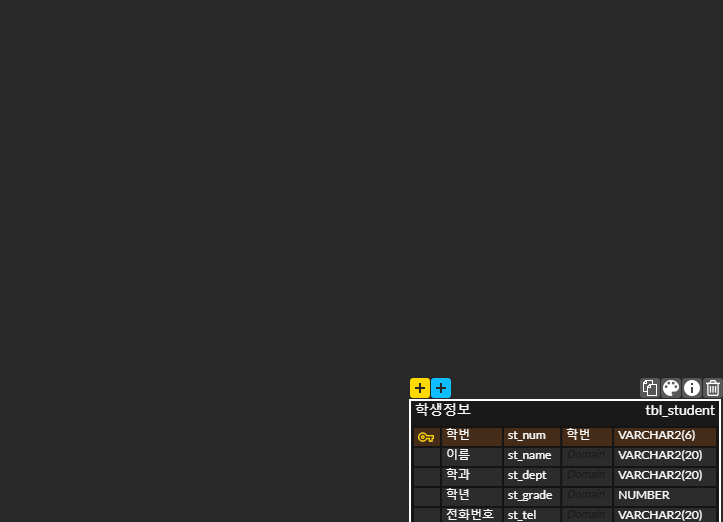 학생정보 tbl_student
학번 st_num 학번 VARCHAR2(6)
이름 st_name Domain VARCHAR2(20)
학과 st_dept Domain VARCHAR2(20)
학년 st_grade Domain NUMBER
전화번호 st_tel Domain VARCHAR2(20)